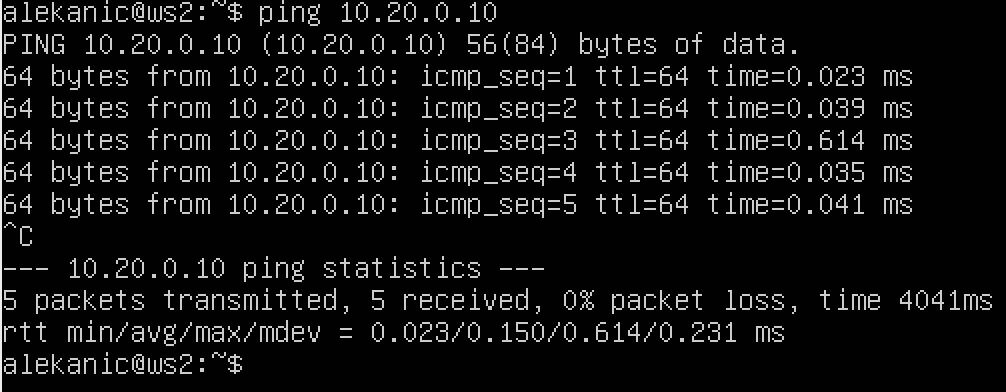 alekanic@ws2:~$ ping 10.20.0.10
PING 10.20.0.10 (10.20.0.10) 56(84) bytes of data.
64 bytes from 10.20.0.10: icmp_seq=1 ttl=64 time=0.023 ms
64 bytes from 10.20.0.10: icmp_seq=2 ttl=64 time=0.039 ms
64 bytes from 10.20.0.10: icmp_seq=3 ttl=64 time=0.614 ms
64 bytes from 10.20.0.10: icmp_seq=4 ttl=64 time=0.035 ms
64 bytes from 10.20.0.10: icmp_seq=5 ttl=64 time=0.041 ms
^C
--- 10.20.0.10 ping statistics ---
5 packets transmitted, 5 received, 0% packet loss, time 4041ms
rtt min/avg/max/mdev = 0.023/0.150/0.614/0.231 ms
alekanic@ws2:~$